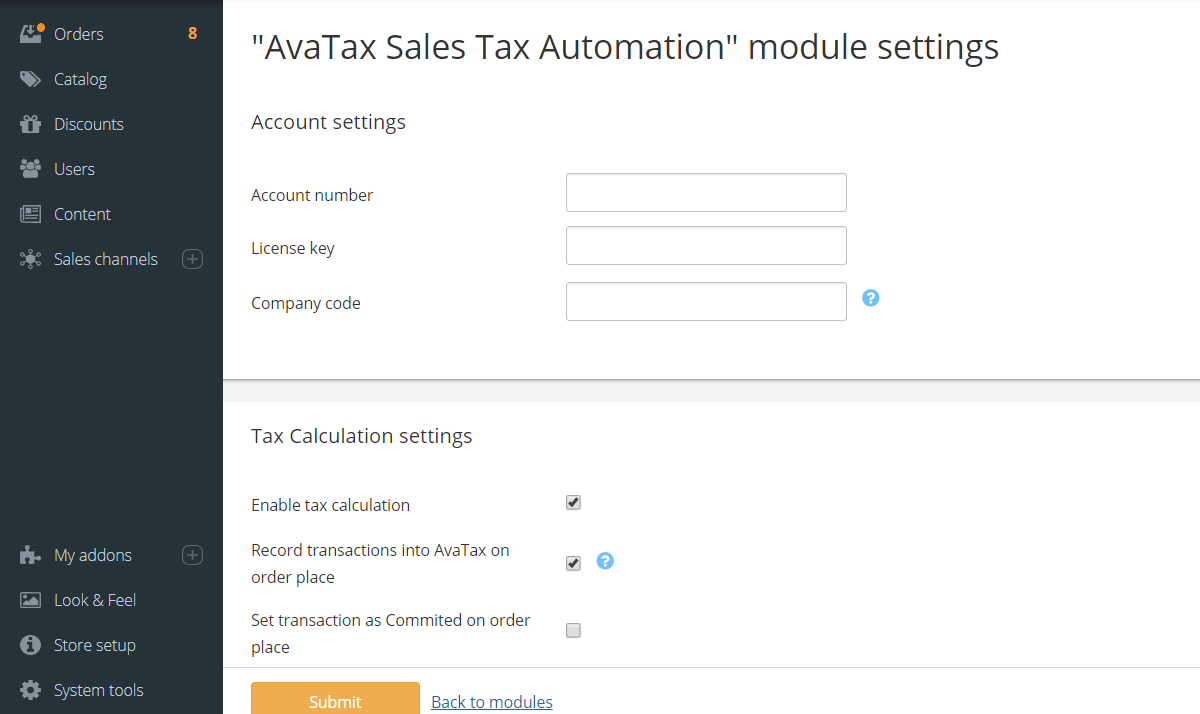 Orders 8
Catalog
Discounts
Users
Content
Sales channels
My addons
Look & Feel
Store setup
System tools
"AvaTax Sales Tax Automation" module settings
Account settings
Account number
License key
Company code
?
Tax Calculation settings
Enable tax calculation
Record transactions into AvaTax on
order place
?
Set transaction as Commited on order
place
Submit Back to modules